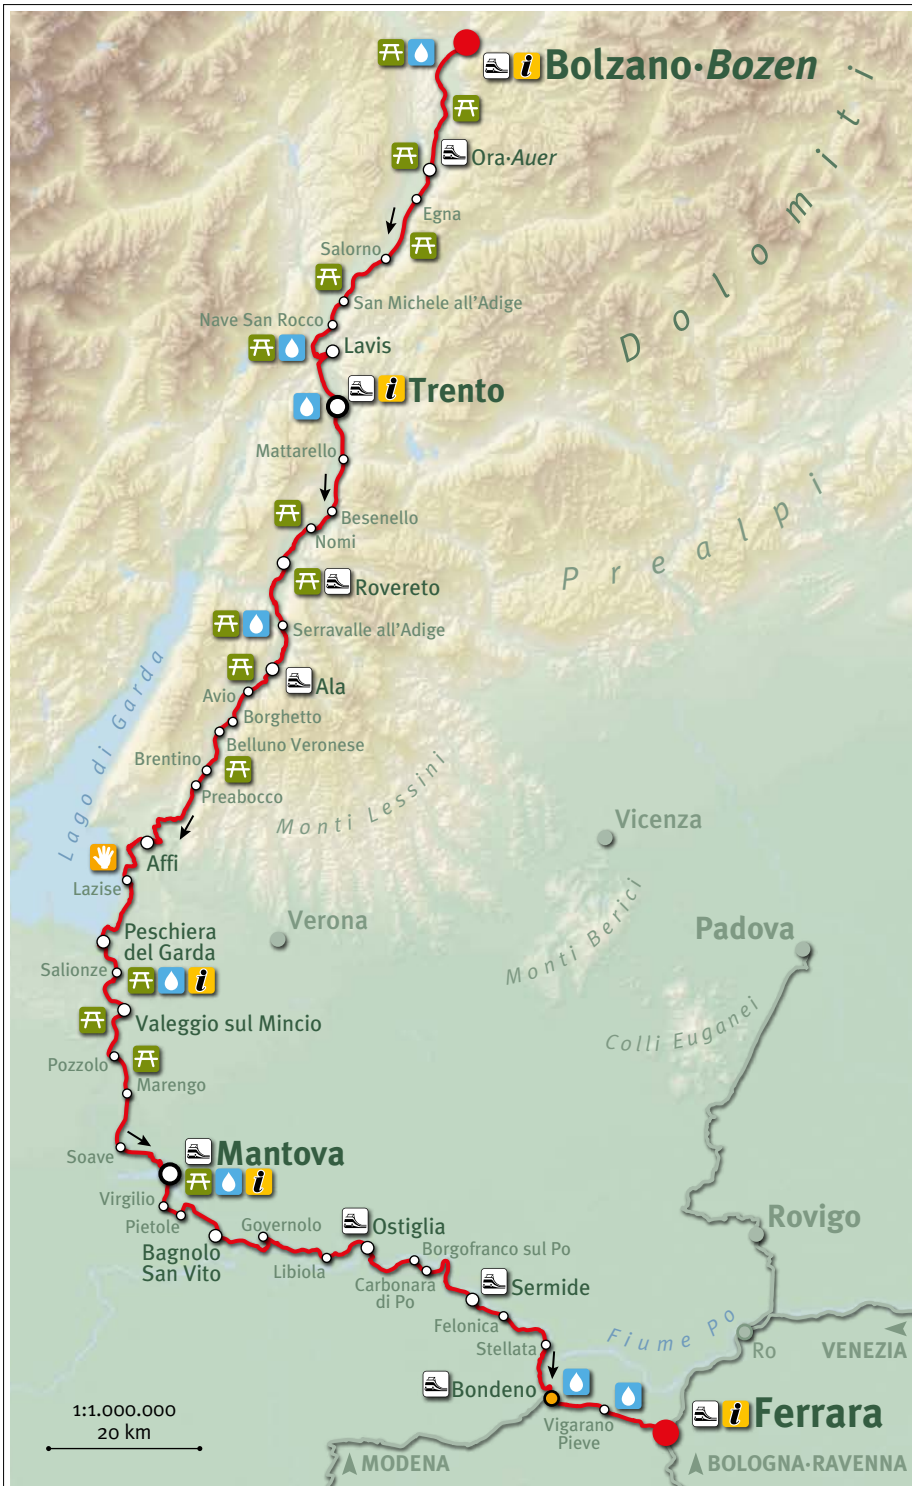 i Bolzano·Bozen
Dolomiti
Ora·Auer
Egna
Salorno
San Michele all'Adige
Nave San Rocco
Lavis
i Trento
Mattarello
Besenello
Nomi
Prealpi
Rovereto
Serravalle all'Adige
Lago di Garda
Ala
Avio
Borghetto
Belluno Veronese
Brentino
Preabocco
Monti Lessini
Vicenza
Affi
Lazise
Verona
Monti Berici
Padova
Peschiera
del Garda
Salionze
i
Valeggio sul Mincio
Colli Euganei
Pozzolo
Marengo
Soave
Mantova
i
Virgilio
Pietole
Governolo
Ostiglia
Rovigo
Bagnolo
San Vito
Libiola
Borgofranco sul Po
Carbonara
di Po
Sermide
Felonica
Fiume Po
Stellata
Ro
VENEZIA
Bondeno
1:1.000.000
20 km
Vigarano
Pieve
i Ferrara
MODENA
BOLOGNA·RAVENNA